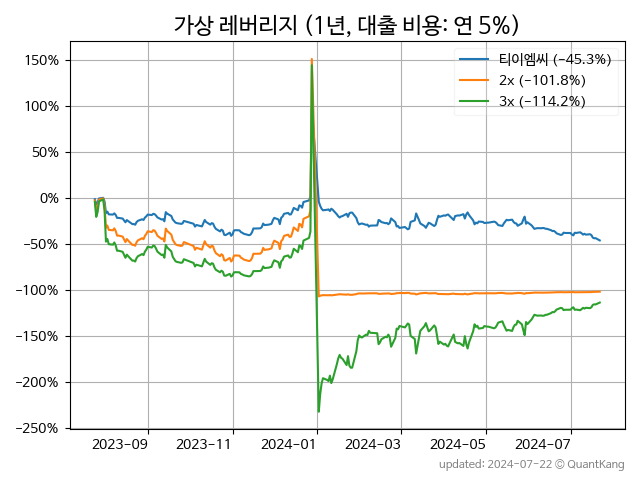 가상 레버리지 (1년, 대출 비용: 연 5%)
티이엠씨 (-45.3%)
2x (-101.8%)
3x (-114.2%)
150%
100%
50%
0%
-50%
-100%
-150%
-200%
-250%
2023-09 2023-11 2024-01 2024-03 2024-05 2024-07
updated: 2024-07-22 © QuantKang